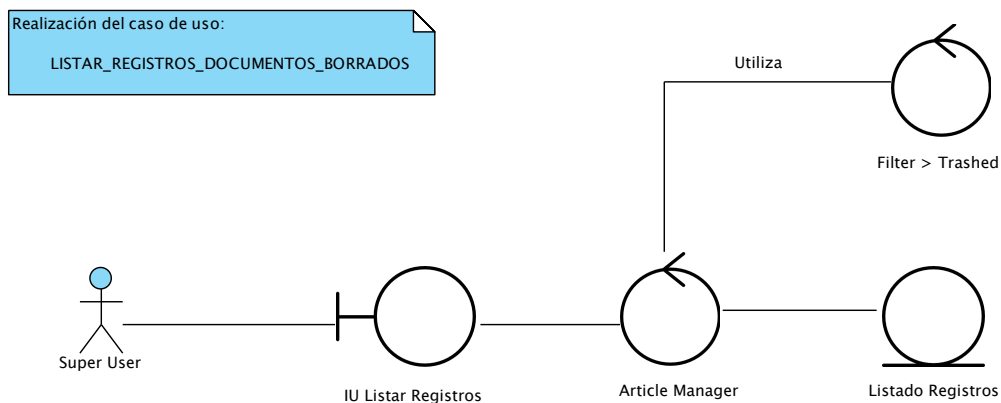 Realización del caso de uso:
LISTAR_REGISTROS_DOCUMENTOS_BORRADOS
Utiliza
Filter > Trashed
Super User
IU Listar Registros
Article Manager
Listado Registros